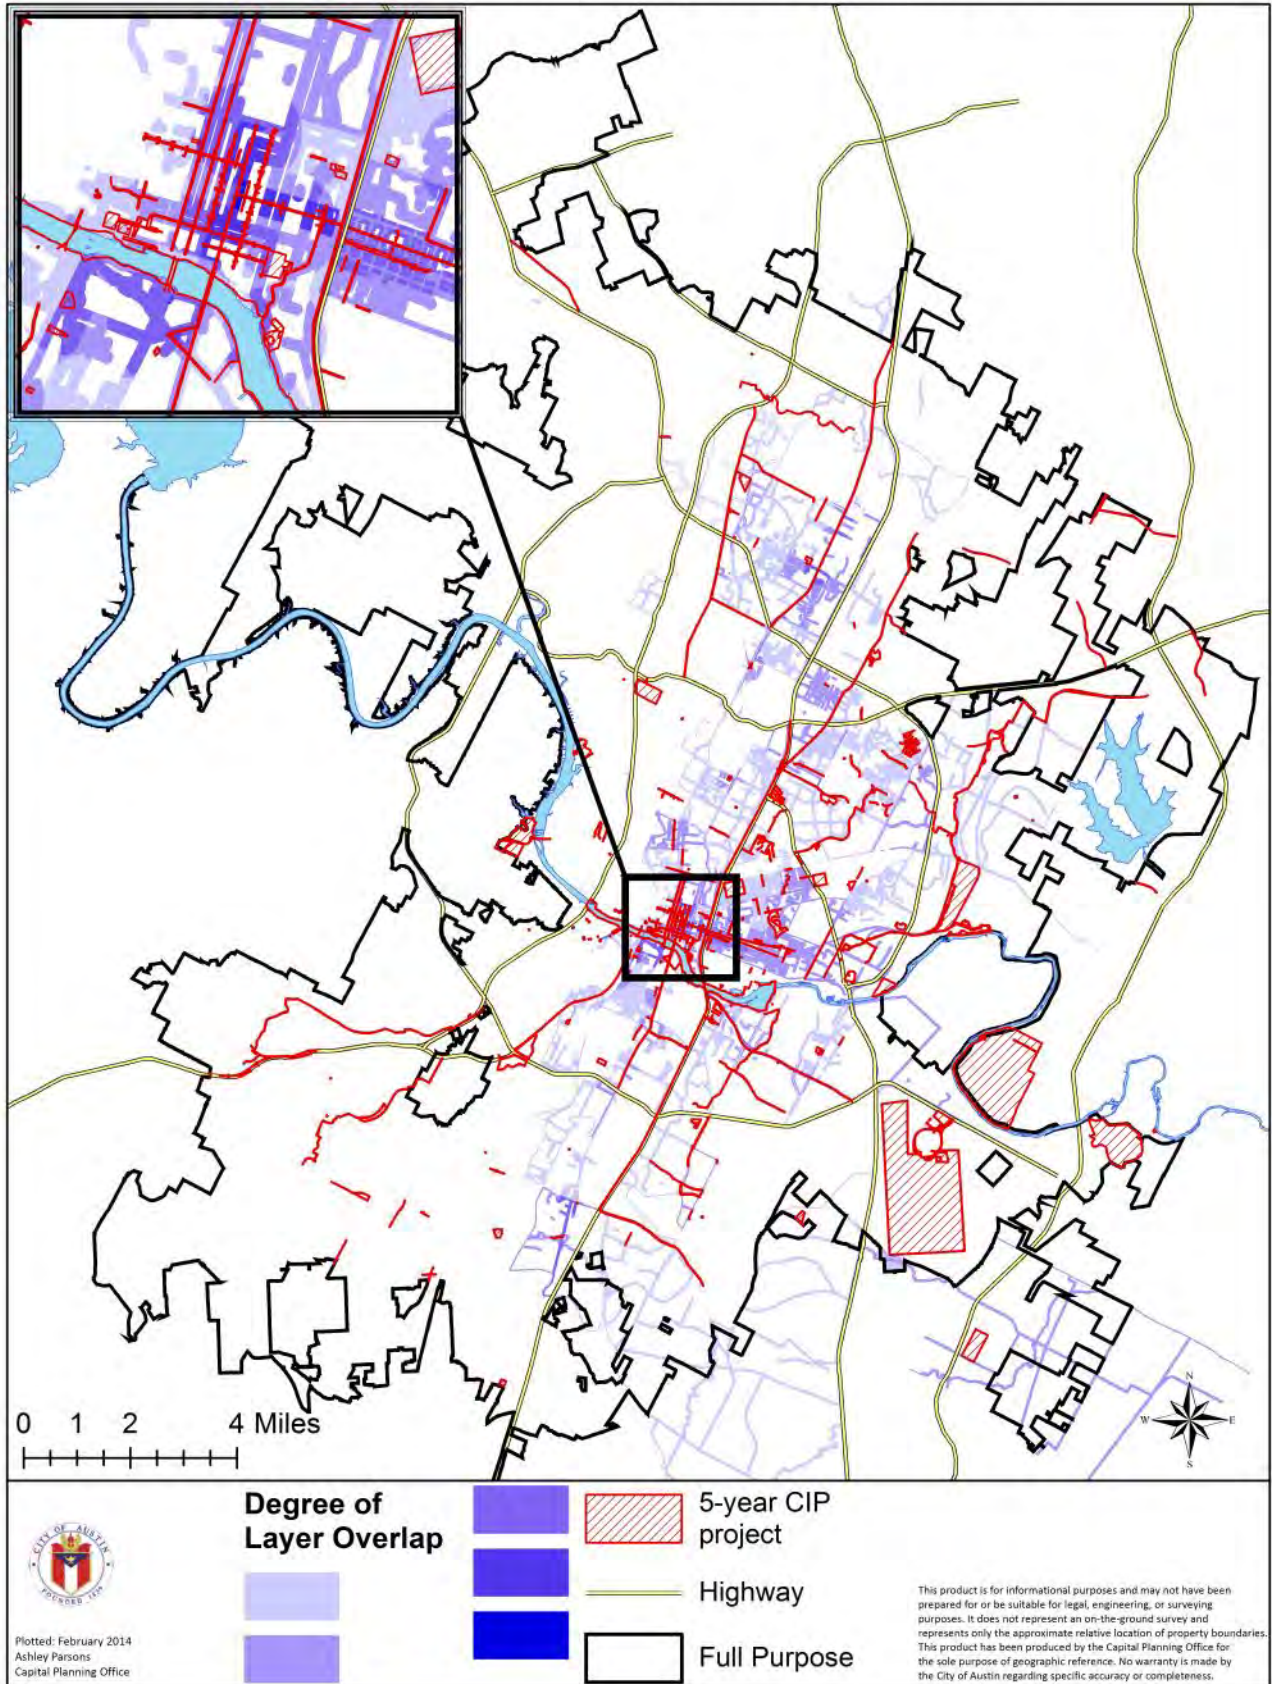 N
W
E
S
0 1 2 4 Miles
Degree of
Layer Overlap
5-year CIP
project
Highway
Full Purpose
CITY OF AUSTIN
FOUNDED 1839
Plotted: February 2014
Ashley Parsons
Capital Planning Office
This product is for informational purposes and may not have been
prepared for or be suitable for legal, engineering, or surveying
purposes. It does not represent an on-the-ground survey and
represents only the approximate relative location of property boundaries.
This product has been produced by the Capital Planning Office for
the sole purpose of geographic reference. No warranty is made by
the City of Austin regarding specific accuracy or completeness.